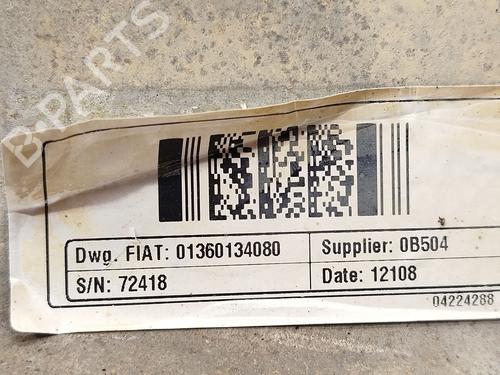 B-PARTS
Dwg. FIAT: 01360134080
Supplier: 0B504
S/N: 72418
Date: 12108
04224288